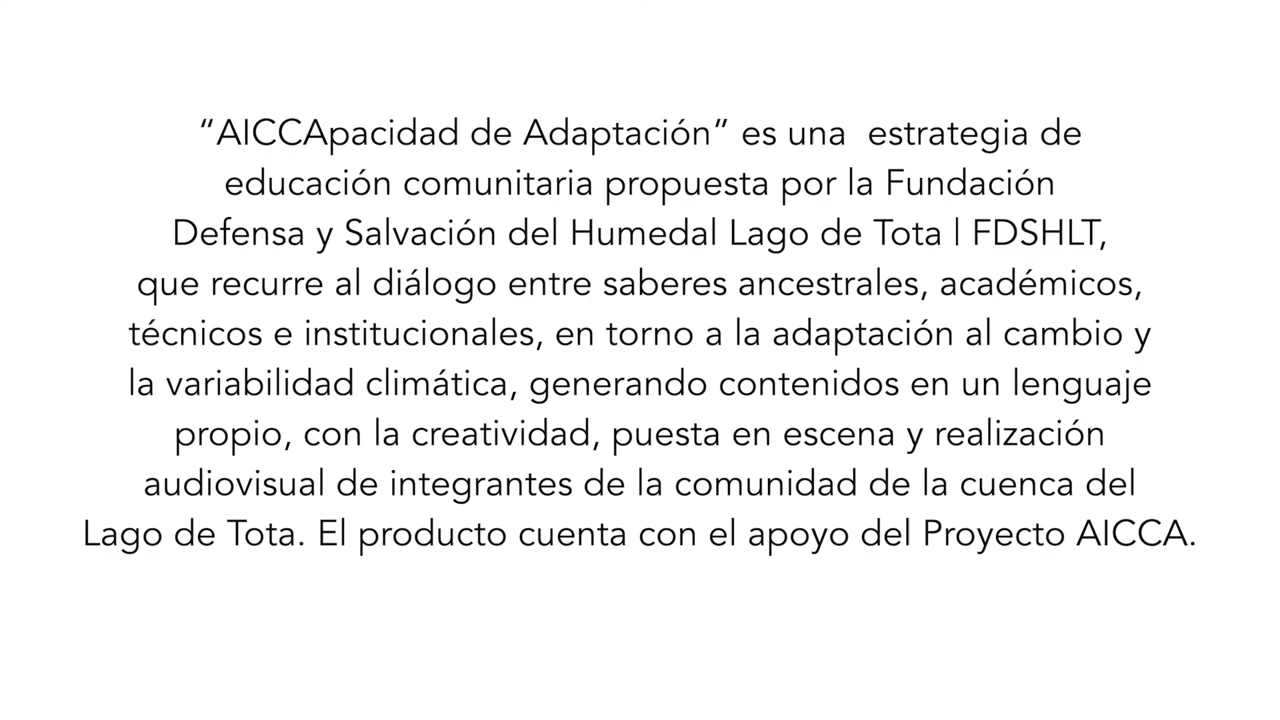 “AICCApacidad de Adaptación” es una  estrategia de
educación comunitaria propuesta por la Fundación
Defensa y Salvación del Humedal Lago de Tota | FDSHLT,
que recurre al diálogo entre saberes ancestrales, académicos,
técnicos e institucionales, en torno a la adaptación al cambio y
la variabilidad climática, generando contenidos en un lenguaje
propio, con la creatividad, puesta en escena y realización
audiovisual de integrantes de la comunidad de la cuenca del
Lago de Tota. El producto cuenta con el apoyo del Proyecto AICCA.